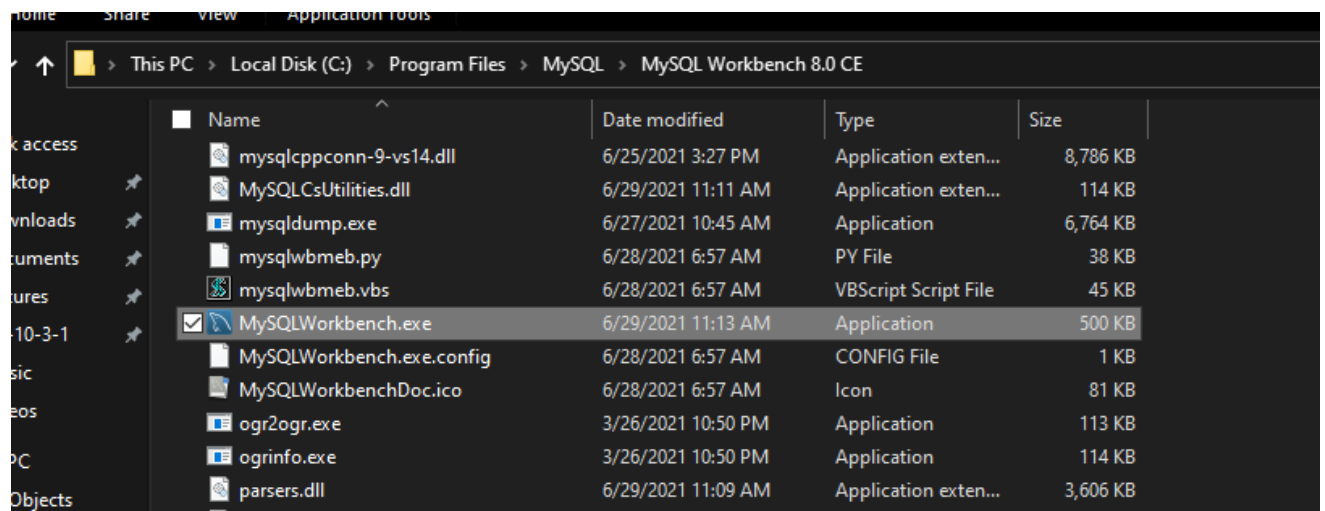 Home Share View Application Tools
This PC > Local Disk (C:) > Program Files > MySQL > MySQL Workbench 8.0 CE
Name Date modified Type Size
k access
mysqlcppconn-9-vs14.dll 6/25/2021 3:27 PM Application exten... 8,786 KB
ktop
MySQLCsUtilities.dll 6/29/2021 11:11 AM Application exten... 114 KB
wnloads
mysqldump.exe 6/27/2021 10:45 AM Application 6,764 KB
cuments
mysqlwbmeb.py 6/28/2021 6:57 AM PY File 38 KB
tures
mysqlwbmeb.vbs 6/28/2021 6:57 AM VBScript Script File 45 KB
-10-3-1
MySQLWorkbench.exe 6/29/2021 11:13 AM Application 500 KB
sic
MySQLWorkbench.exe.config 6/28/2021 6:57 AM CONFIG File 1 KB
eos
MySQLWorkbenchDoc.ico 6/28/2021 6:57 AM Icon 81 KB
ogr2ogr.exe 3/26/2021 10:50 PM Application 113 KB
PC
ogrinfo.exe 3/26/2021 10:50 PM Application 114 KB
Objects
parsers.dll 6/29/2021 11:09 AM Application exten... 3,606 KB